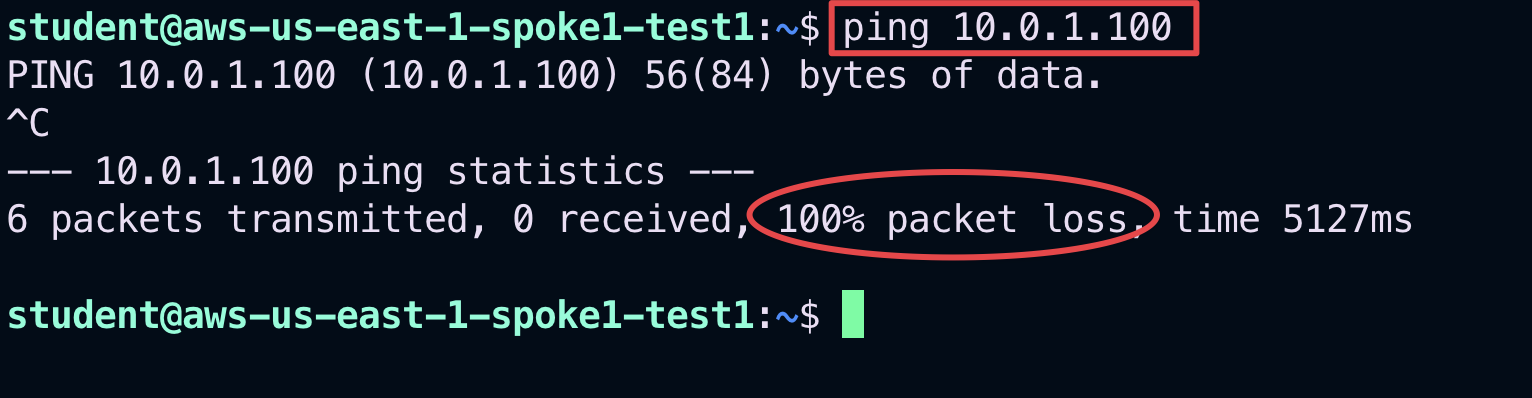 student@aws-us-east-1-spoke1-test1:~$ ping 10.0.1.100
PING 10.0.1.100 (10.0.1.100) 56(84) bytes of data.
^C
--- 10.0.1.100 ping statistics ---
6 packets transmitted, 0 received, 100% packet loss, time 5127ms
student@aws-us-east-1-spoke1-test1:~$